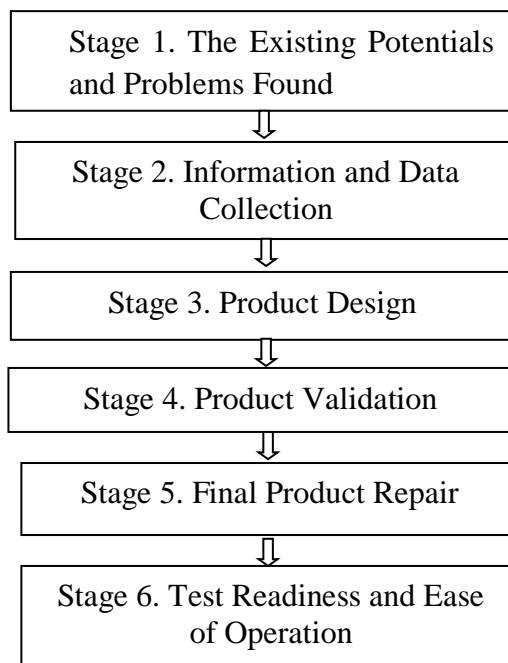 Stage 1. The Existing Potentials
and Problems Found
Stage 2. Information and Data
Collection
Stage 3. Product Design
Stage 4. Product Validation
Stage 5. Final Product Repair
Stage 6. Test Readiness and Ease
of Operation